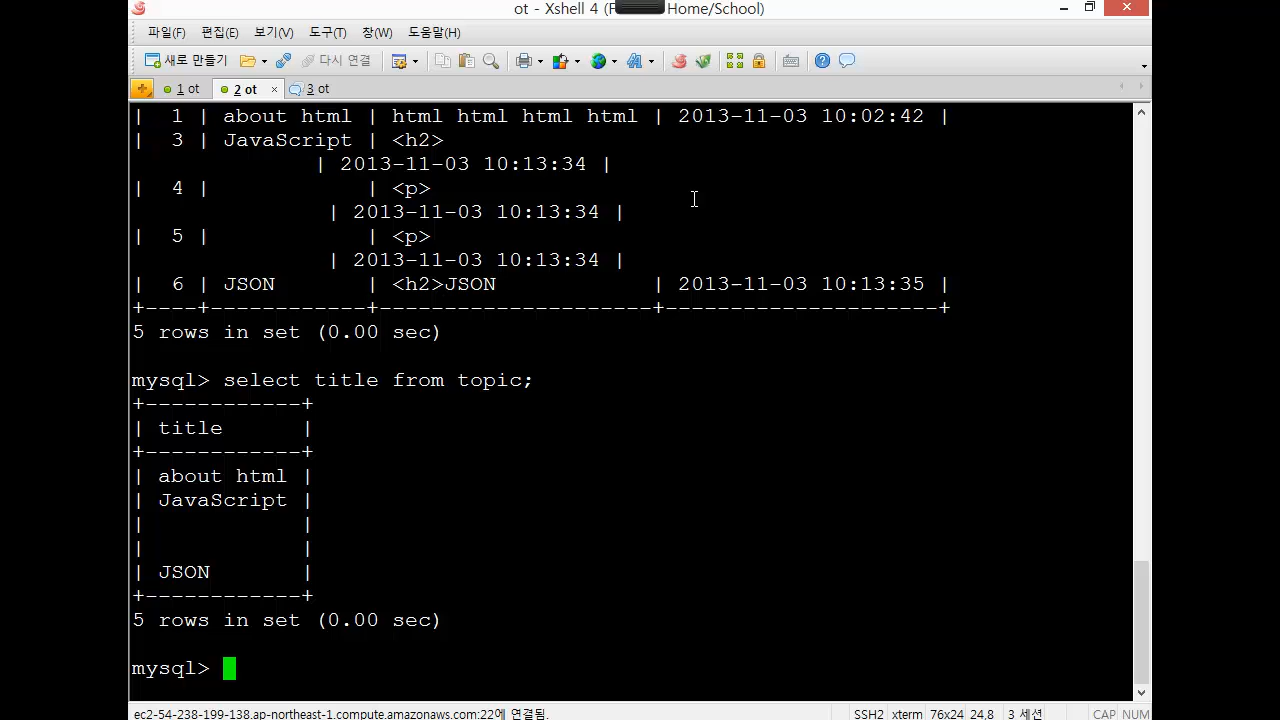 ot - Xshell 4 (F Home/School)
파일(F) 편집(E) 보기(V) 도구(T) 창(W) 도움말(H)
새로 만들기 다시 연결
1 ot 2 ot × 3 ot
|  1 | about html | html html html html | 2013-11-03 10:02:42 |
|  3 | JavaScript | <h2>
| 2013-11-03 10:13:34 |
|  4 |            | <p>
| 2013-11-03 10:13:34 |
|  5 |            | <p>
| 2013-11-03 10:13:34 |
|  6 | JSON       | <h2>JSON            | 2013-11-03 10:13:35 |
+----+------------+---------------------+---------------------+
5 rows in set (0.00 sec)
mysql> select title from topic;
+------------+
| title      |
+------------+
| about html |
| JavaScript |
|            |
|            |
| JSON       |
+------------+
5 rows in set (0.00 sec)
mysql>
ec2-54-238-199-138.ap-northeast-1.compute.amazonaws.com:22에 연결됨. SSH2 xterm 76x24 24,8 3 세션 CAP NUM